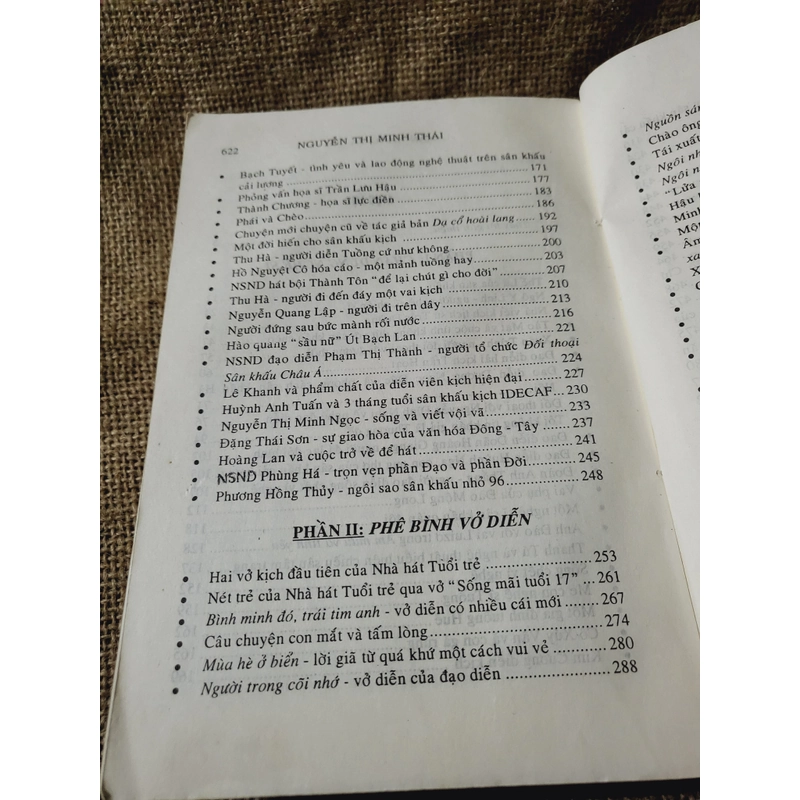 622 NGUYỄN THỊ MINH THÁI
• Bạch Tuyết - tình yêu và lao động nghệ thuật trên sân khấu
cải lương ............ 171
• Phỏng vấn họa sĩ Trần Lưu Hậu ............ 177
• Thành Chương - họa sĩ lực điền ............ 183
• Phái và Chèo ............ 186
• Chuyện mới chuyện cũ về tác giả bản Dạ cổ hoài lang ...... 192
• Một đời hiến cho sân khấu kịch ............ 197
• Thu Hà - người diễn Tuồng cứ như không ............ 200
• Hồ Nguyệt Cô hóa cáo - một mảnh tuồng hay ............ 203
• NSND hát bội Thành Tôn "để lại chút gì cho đời" ............ 207
• Thu Hà - người đi đến đáy một vai kịch ............ 210
• Nguyễn Quang Lập - người đi trên dây ............ 213
• Người đứng sau bức mành rối nước ............ 216
• Hào quang "sầu nữ" Út Bạch Lan ............ 221
• NSND đạo diễn Phạm Thị Thành - người tổ chức Đối thoại
Sân khấu Châu Á ............ 224
• Lê Khanh và phẩm chất của diễn viên kịch hiện đại ............ 227
• Huỳnh Anh Tuấn và 3 tháng tuổi sân khấu kịch IDECAF... 230
• Nguyễn Thị Minh Ngọc - sống và viết vội vã ............ 233
• Đặng Thái Sơn - sự giao hòa của văn hóa Đông - Tây ...... 237
• Hoàng Lan và cuộc trở về để hát ............ 241
• NSND Phùng Há - trọn vẹn phần Đạo và phần Đời ............ 245
• Phương Hồng Thủy - ngôi sao sân khấu nhỏ 96 ............ 248
PHẦN II: PHÊ BÌNH VỞ DIỄN
• Hai vở kịch đầu tiên của Nhà hát Tuổi trẻ ............ 253
• Nét trẻ của Nhà hát Tuổi trẻ qua vở "Sống mãi tuổi 17" ... 261
• Bình minh đó, trái tim anh - vở diễn có nhiều cái mới ...... 267
• Câu chuyện con mắt và tấm lòng ............ 274
• Mùa hè ở biển - lời giã từ quá khứ một cách vui vẻ ...... 280
• Người trong cõi nhớ - vở diễn của đạo diễn ............ 288
• Nguồn
• Chào ông
• Tái xuất
• Ngôi
• Ngôi
• "Lửa
• Hậu
• Minh